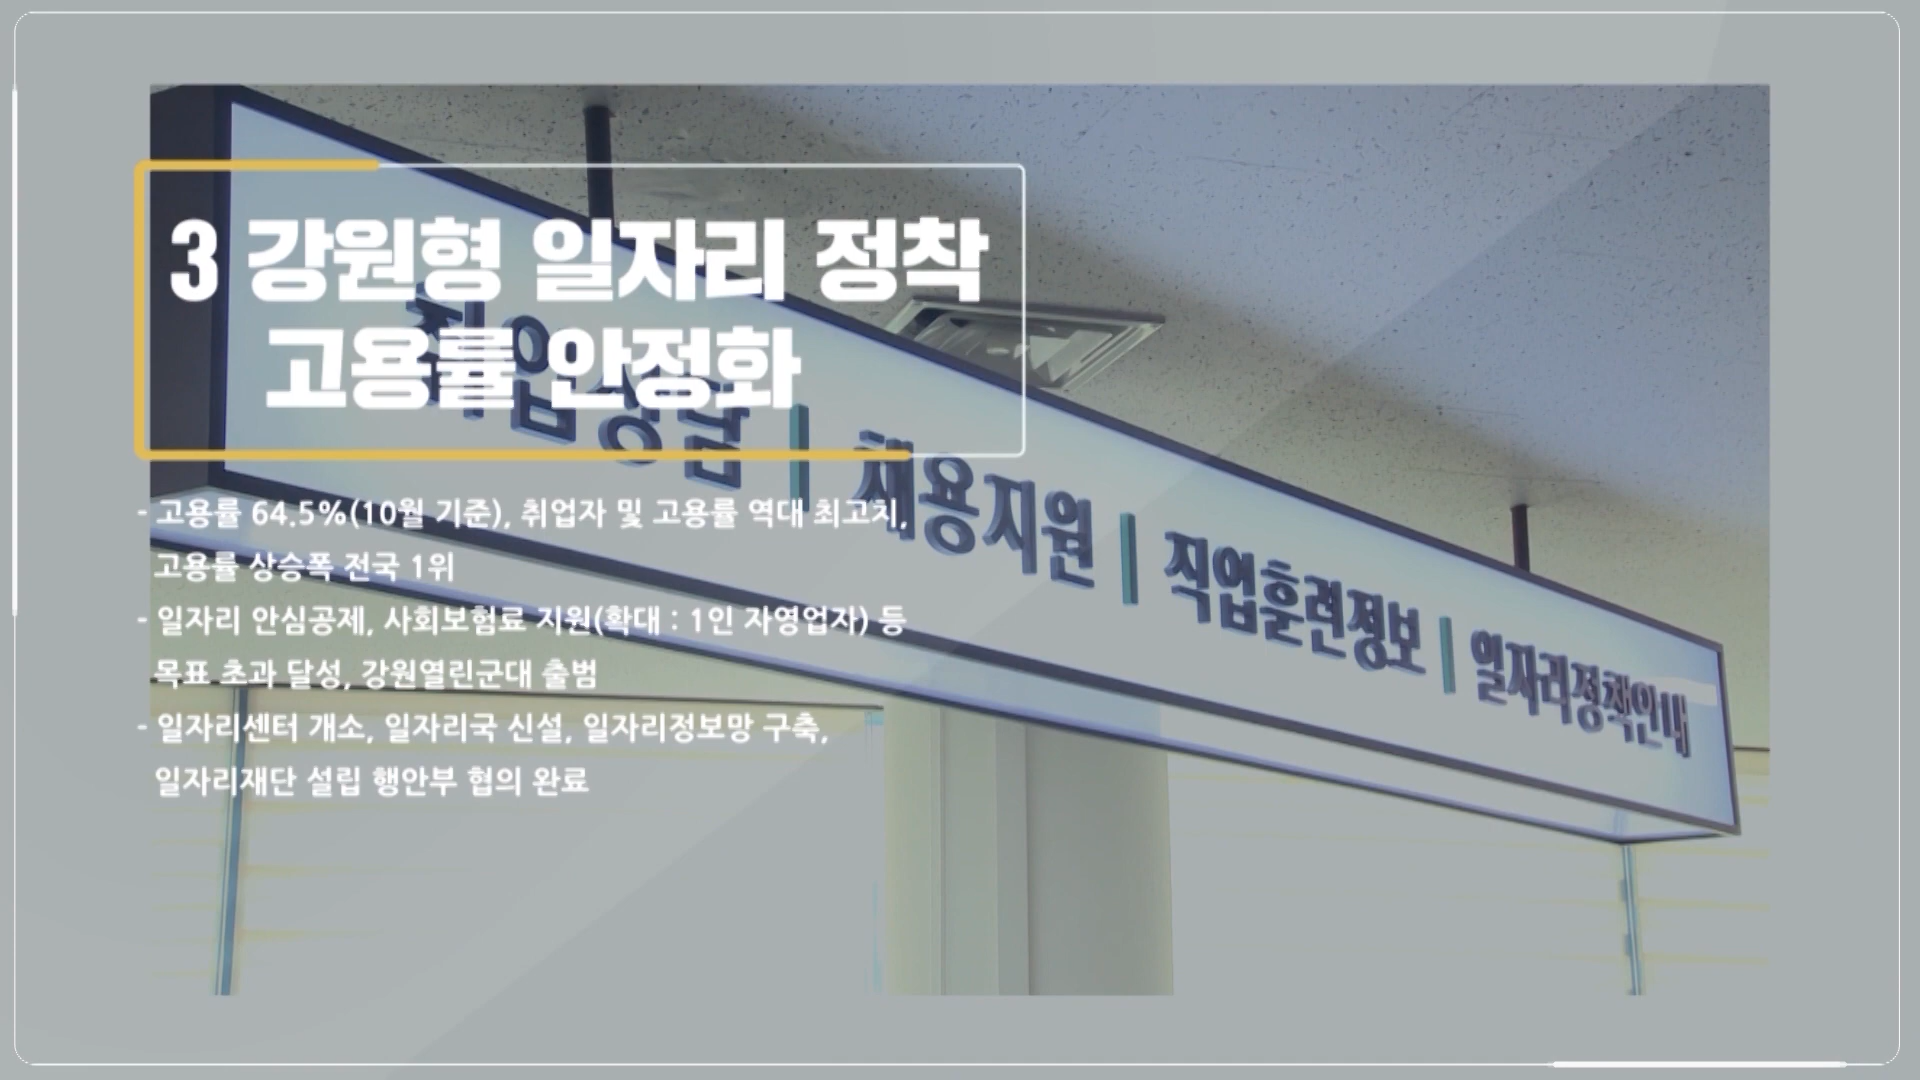 3 강원형 일자리 정착
고용률 안정화
- 고용률 64.5%(10월 기준), 취업자 및 고용률 역대 최고치,
고용률 상승폭 전국 1위
- 일자리 안심공제, 사회보험료 지원(확대 : 1인 자영업자) 등
목표 초과 달성, 강원열린군대 출범
- 일자리센터 개소, 일자리국 신설, 일자리정보망 구축,
일자리재단 설립 행안부 협의 완료
취업상담 | 채용지원 | 직업훈련정보 | 일자리정책안내